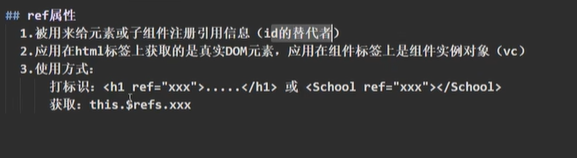 ## ref属性
1.被用来给元素或子组件注册引用信息（id的替代者）
2.应用在html标签上获取的是真实DOM元素，应用在组件标签上是组件实例对象（vc）
3.使用方式：
打标识：<h1 ref="xxx">.....</h1> 或 <School ref="xxx"></School>
获取：this.$refs.xxx